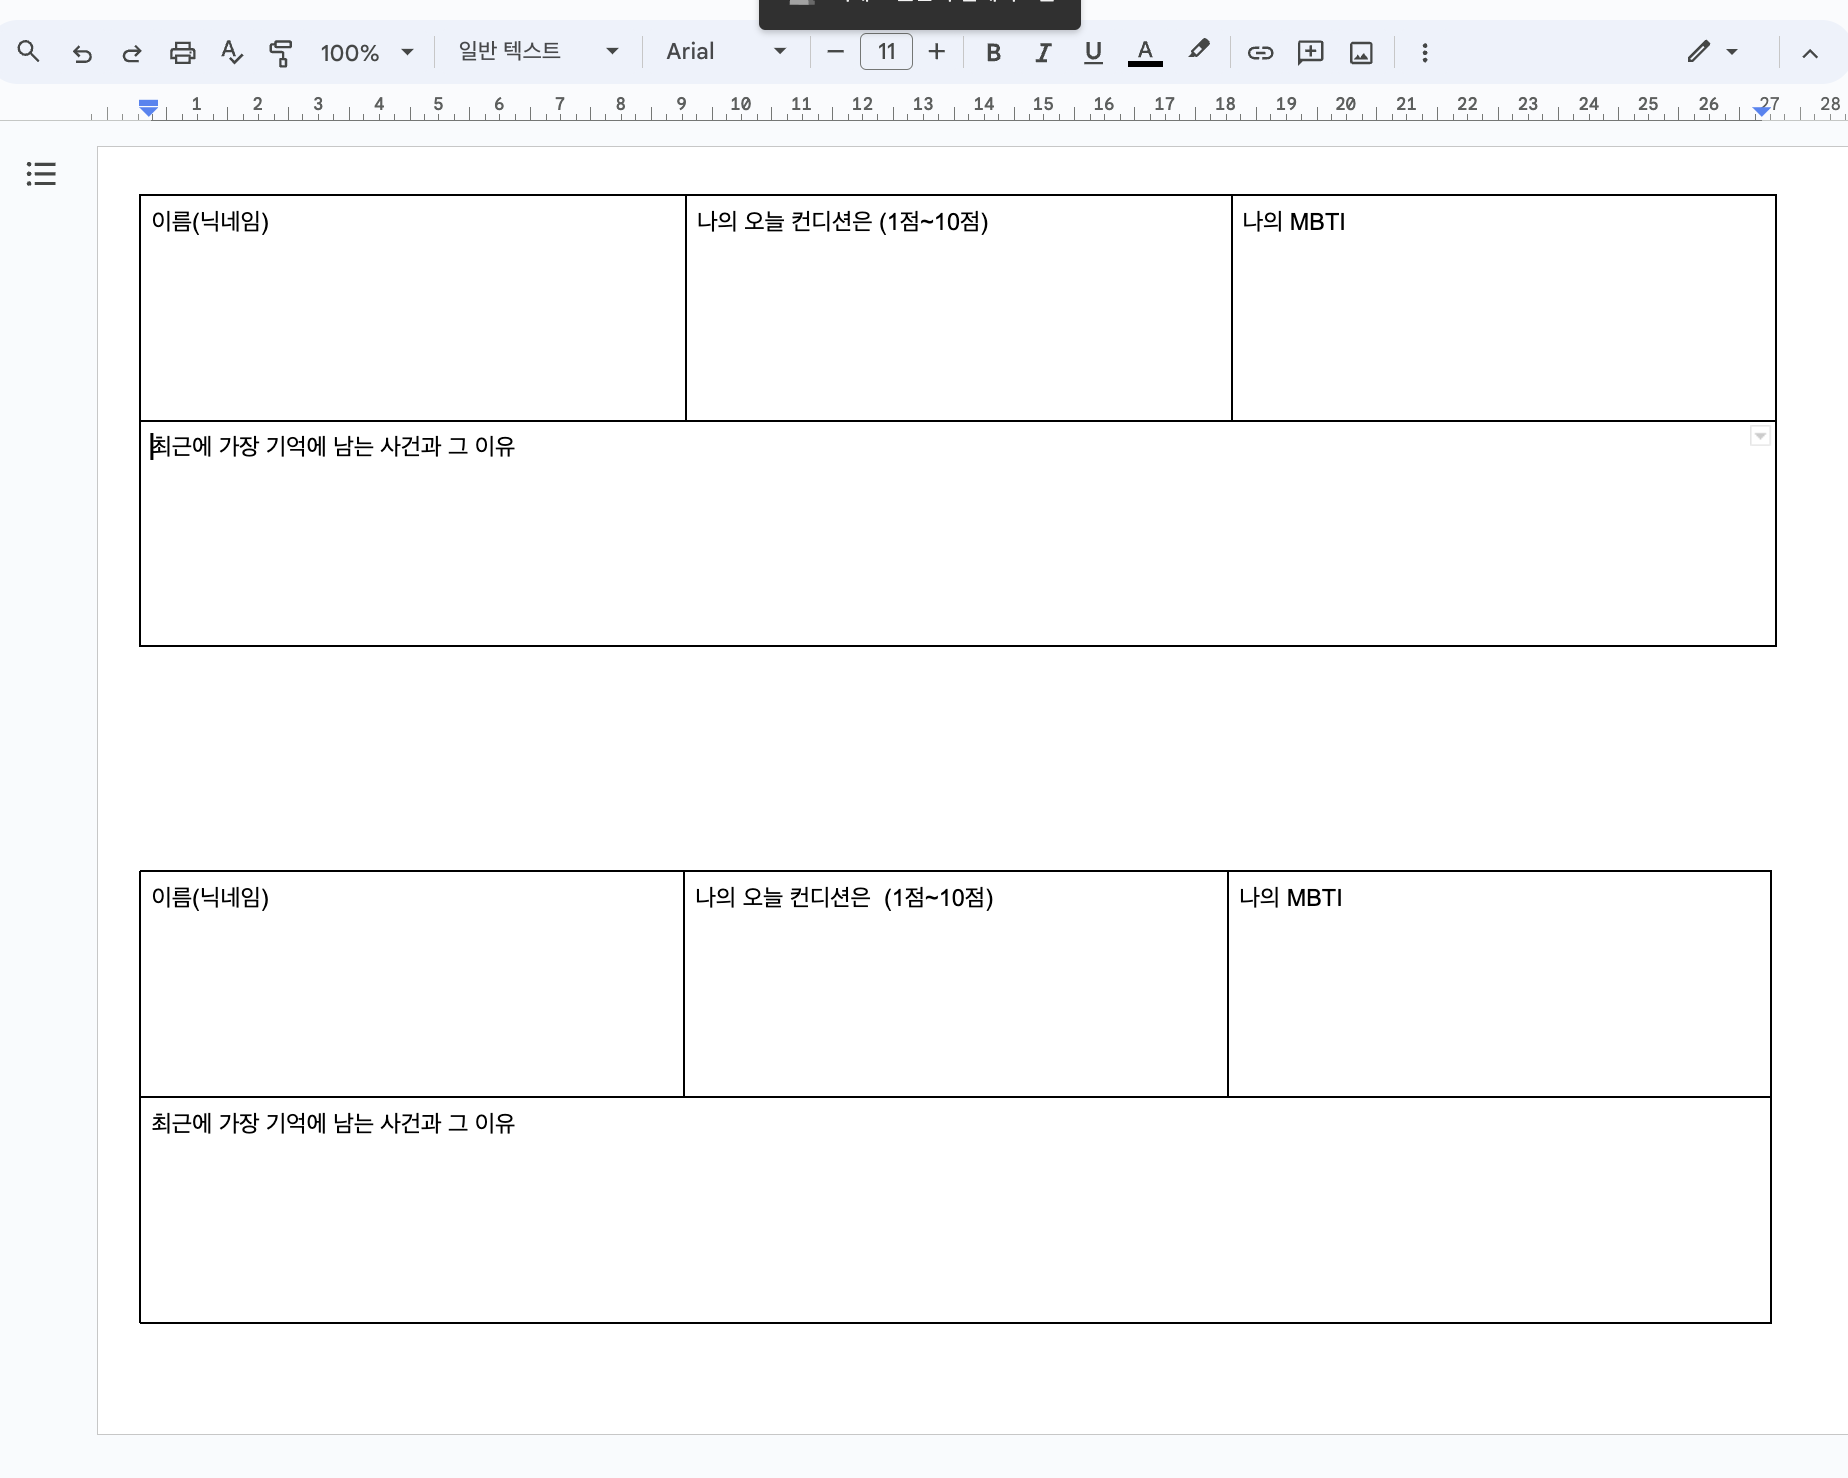 100% 일반 텍스트 Arial 11 B I U A
1 2 3 4 5 6 7 8 9 10 11 12 13 14 15 16 17 18 19 20 21 22 23 24 25 26 27 28
이름(닉네임) 나의 오늘 컨디션은 (1점~10점) 나의 MBTI
최근에 가장 기억에 남는 사건과 그 이유
이름(닉네임) 나의 오늘 컨디션은  (1점~10점) 나의 MBTI
최근에 가장 기억에 남는 사건과 그 이유